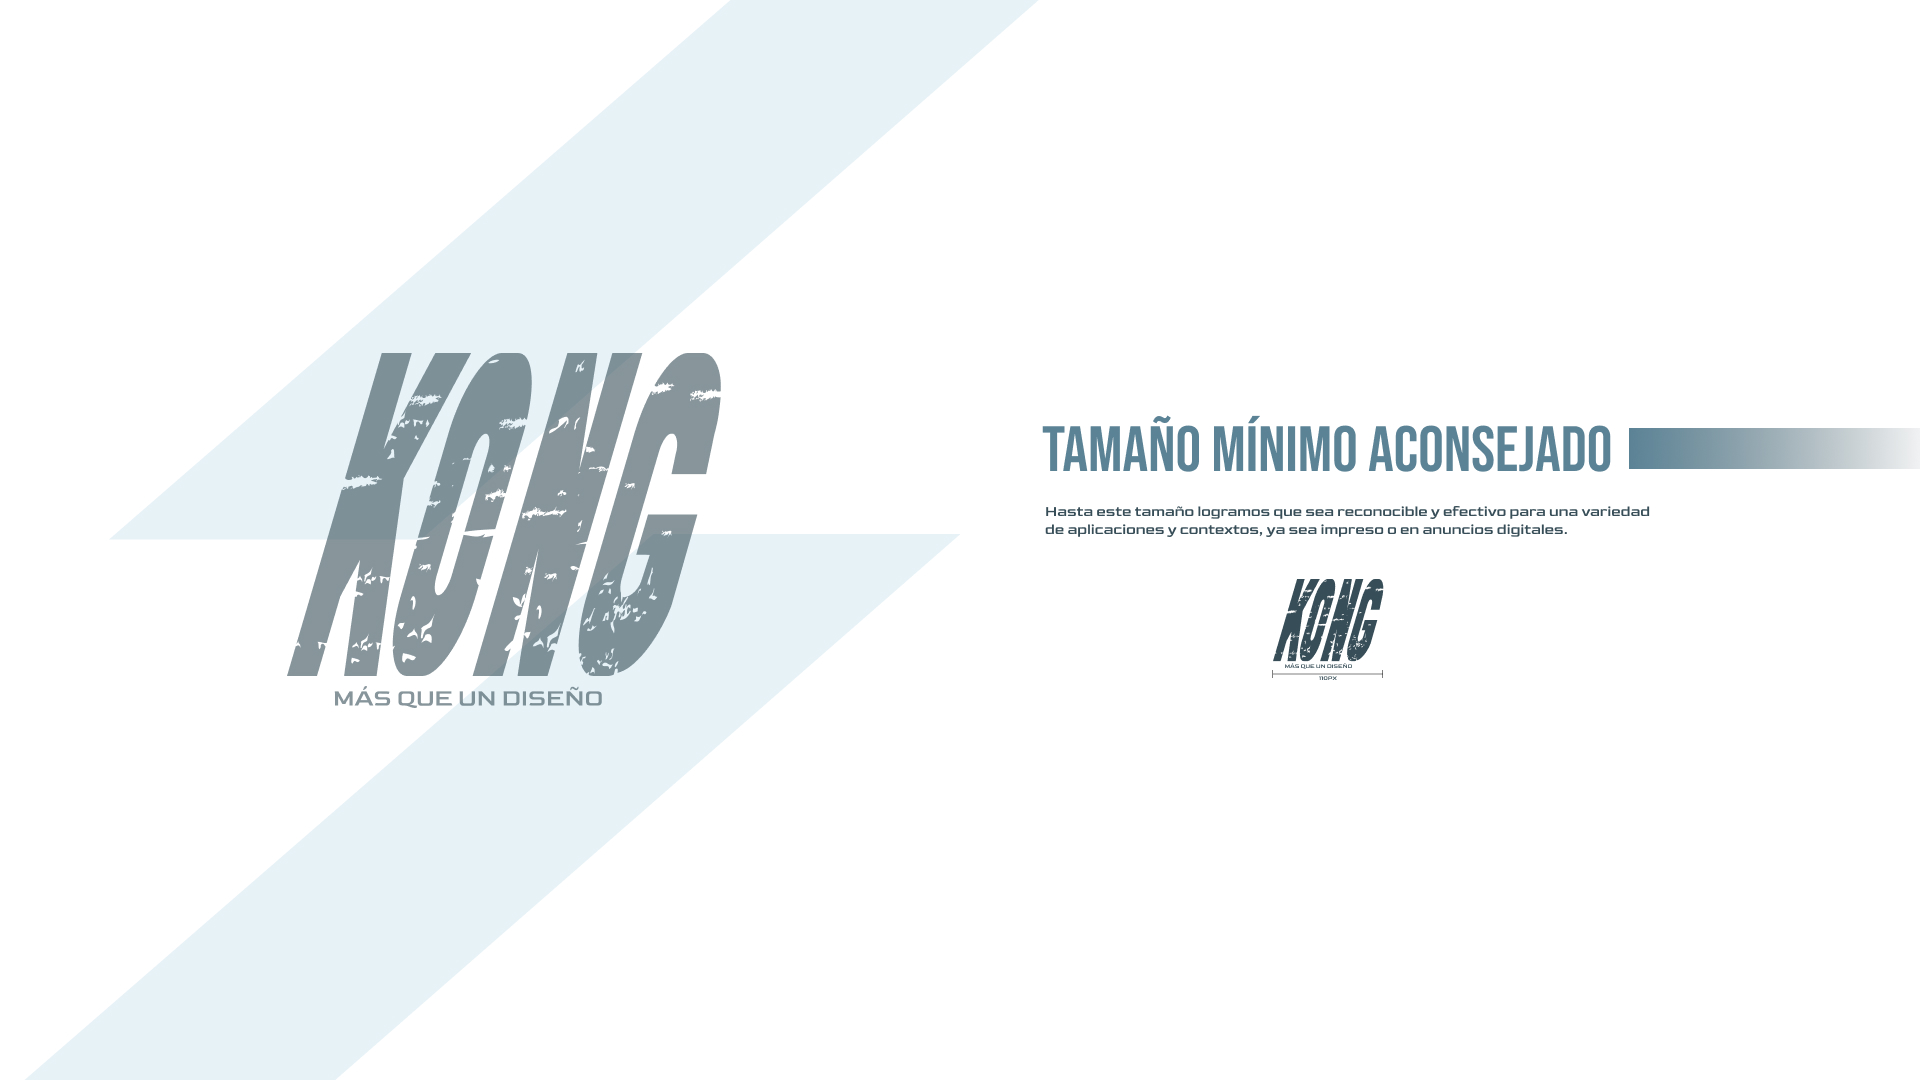 KONG
MÁS QUE UN DISEÑO
TAMAÑO MÍNIMO ACONSEJADO
Hasta este tamaño logramos que sea reconocible y efectivo para una variedad
de aplicaciones y contextos, ya sea impreso o en anuncios digitales.
KONG
MÁS QUE UN DISEÑO
110PX